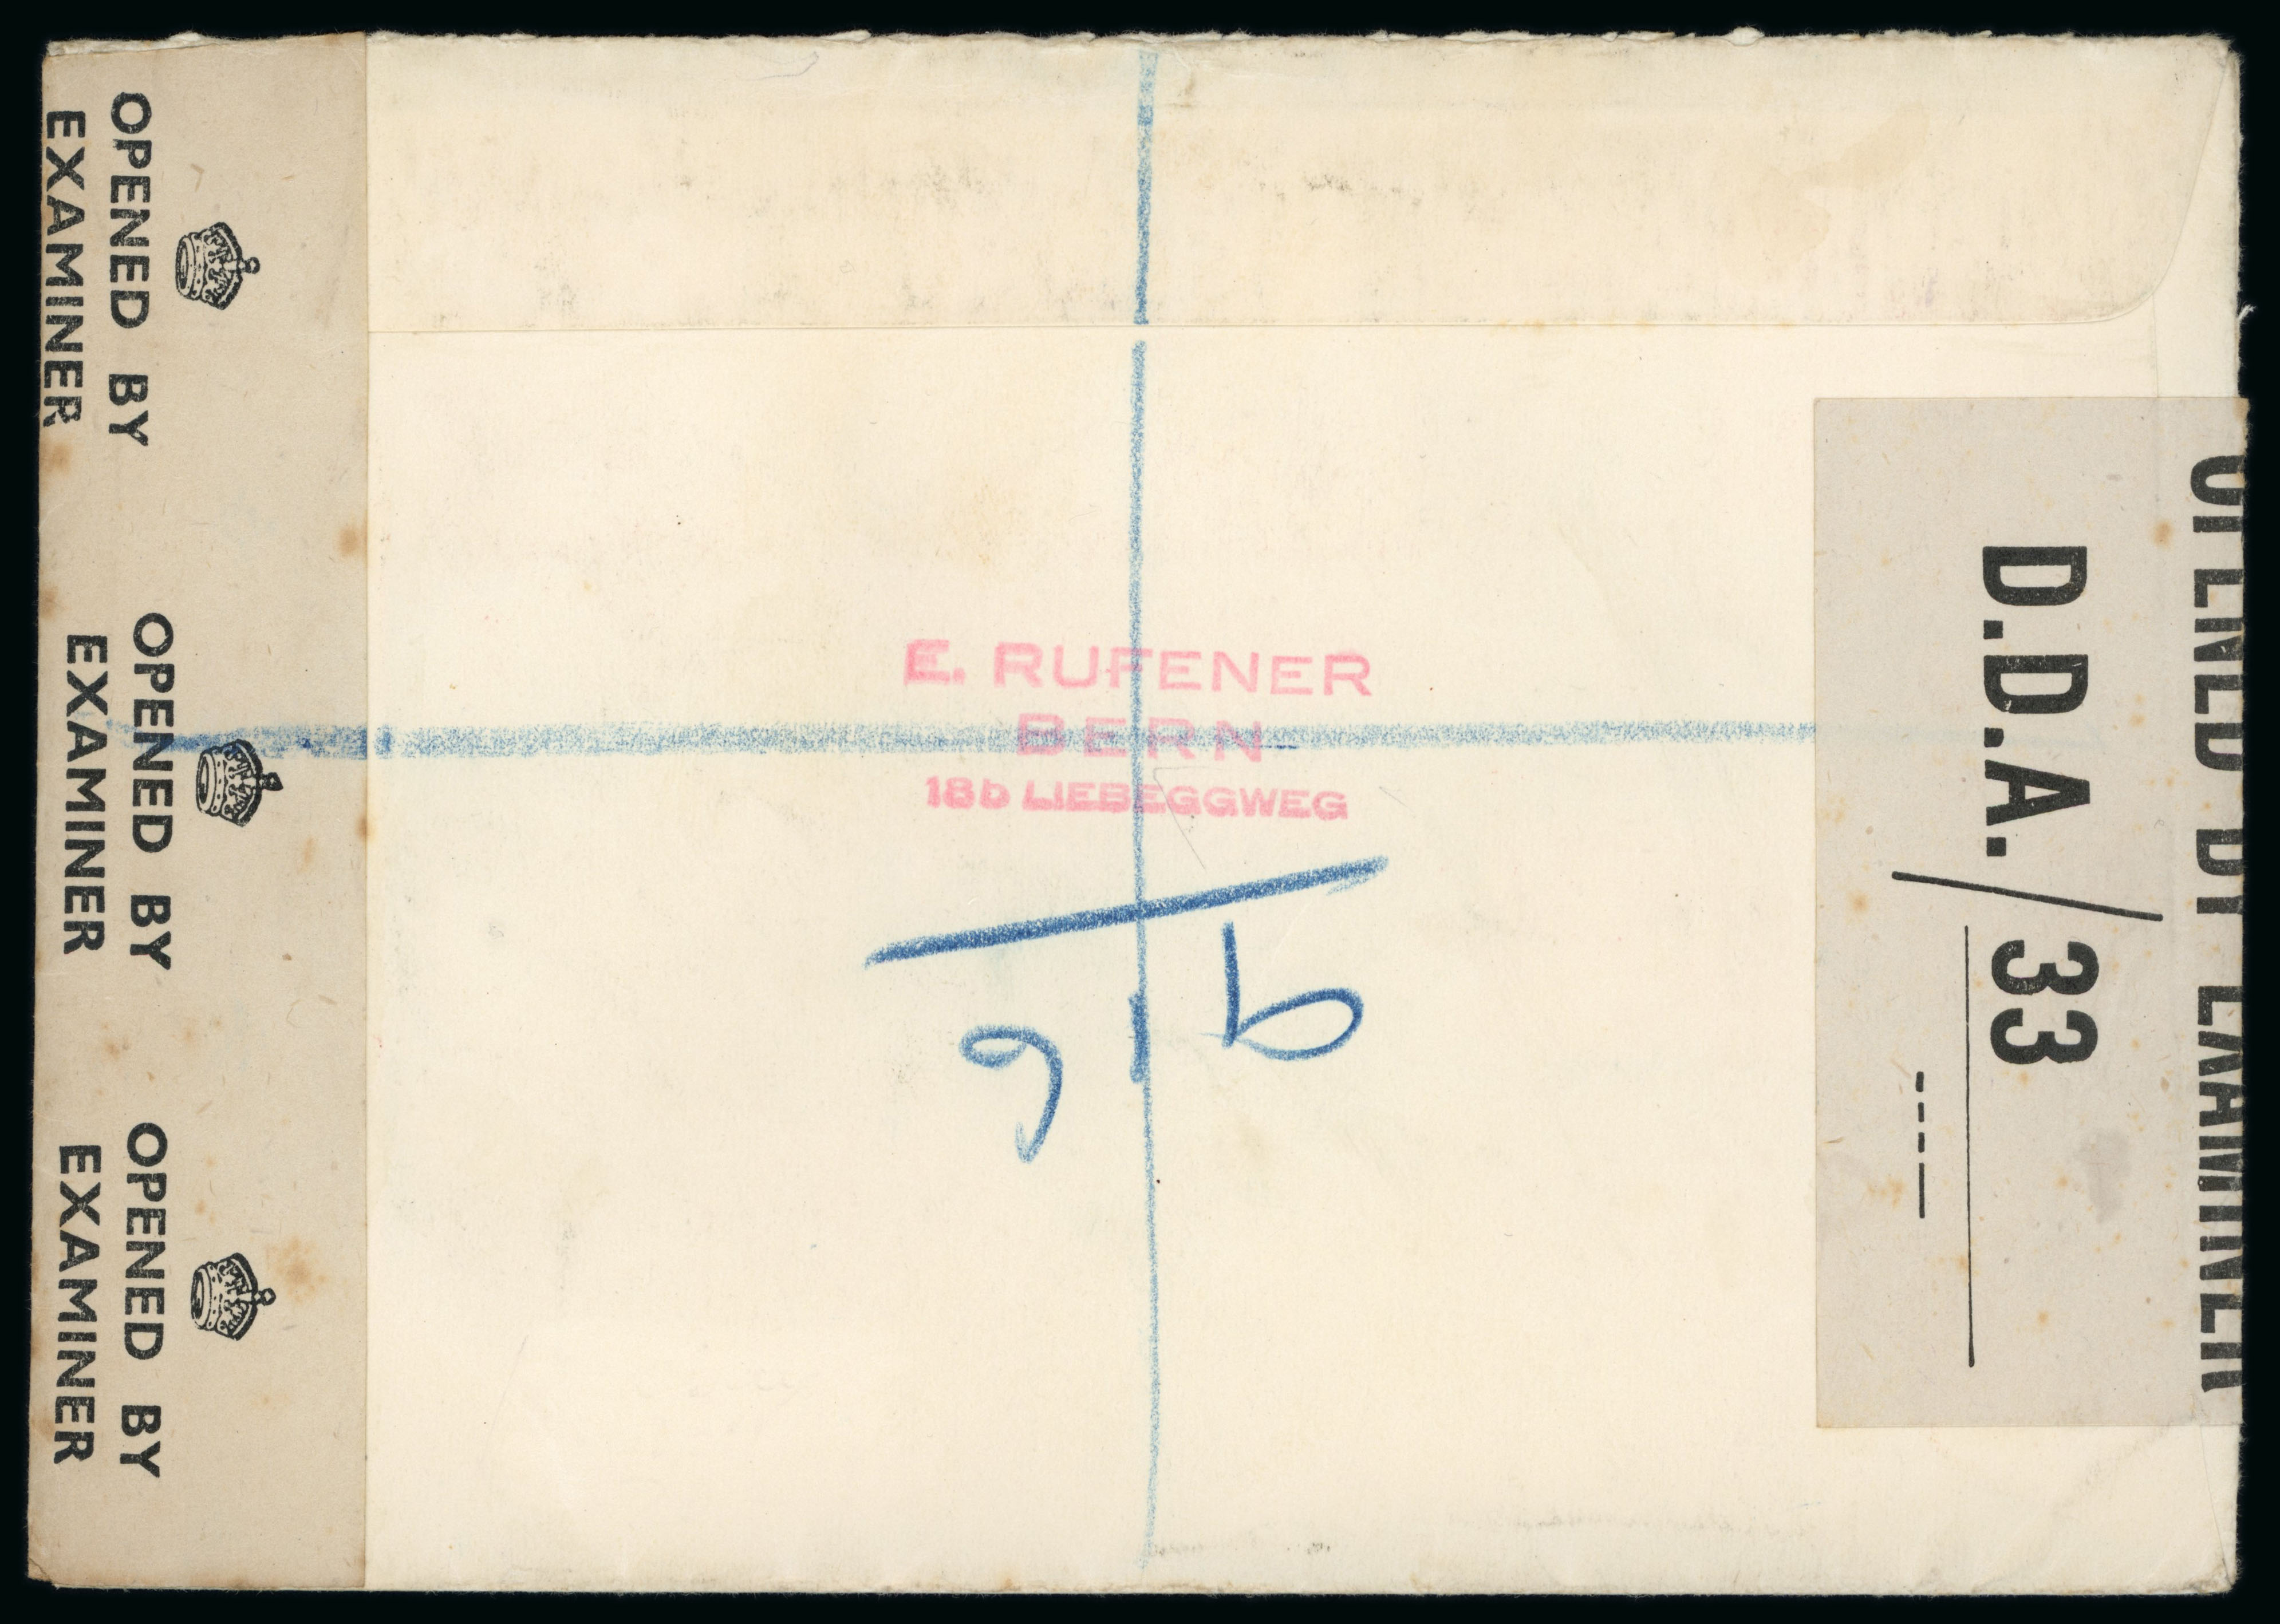 OPENED BY
EXAMINER
OPENED BY
EXAMINER
OPENED BY
EXAMINER
E. RUFENER
BERN
18b LIEBEGGWEG
OPENED BY EXAMINER
D.D.A./33